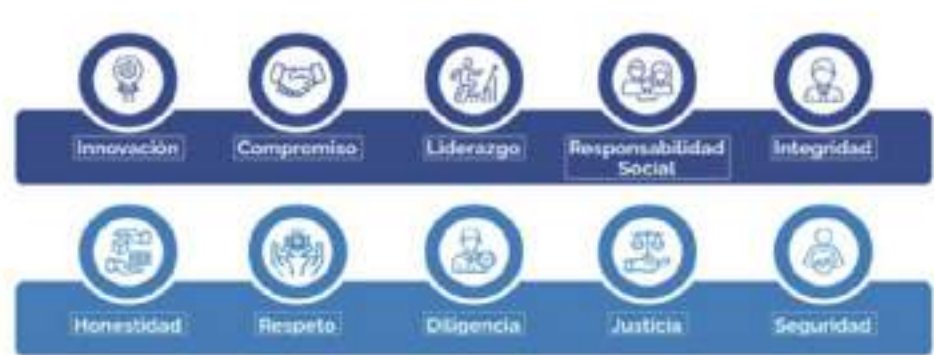 Innovación
Compromiso
Liderazgo
Responsabilidad
Social
Integridad
Honestidad
Respeto
Diligencia
Justicia
Seguridad